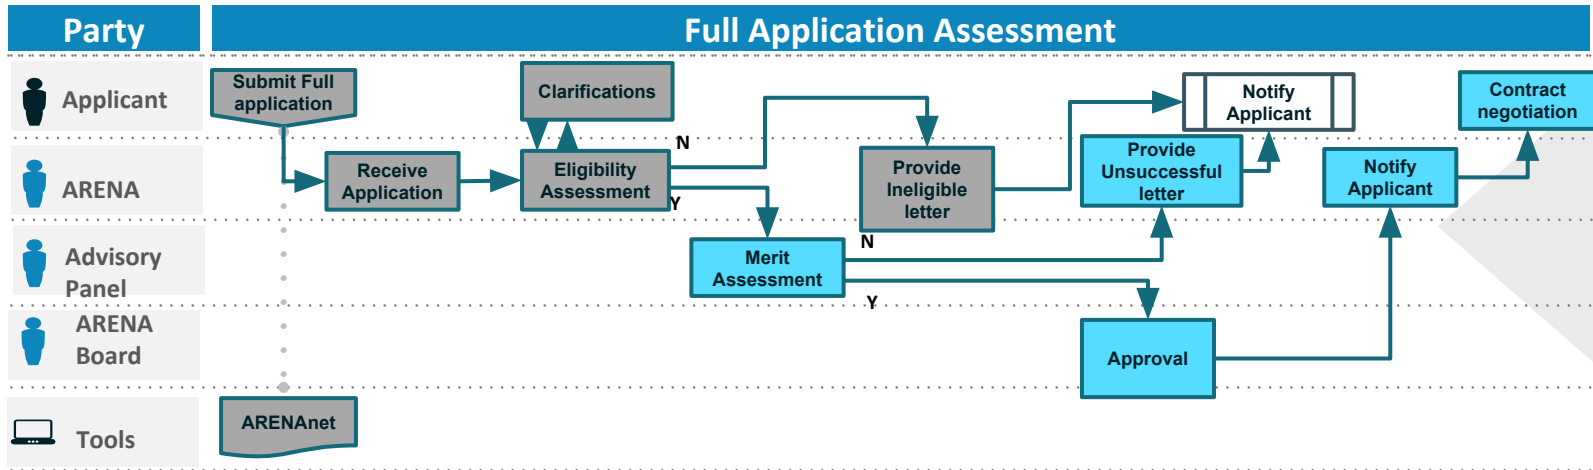 Party
Full Application Assessment
Applicant
Submit Full
application
Clarifications
Notify
Applicant
Contract
negotiation
N
ARENA
Receive
Application
Eligibility
Assessment
Y
Provide
Ineligible
letter
Provide
Unsuccessful
letter
Notify
Applicant
Advisory
Panel
Merit
Assessment
N
Y
ARENA
Board
Approval
Tools
ARENAnet